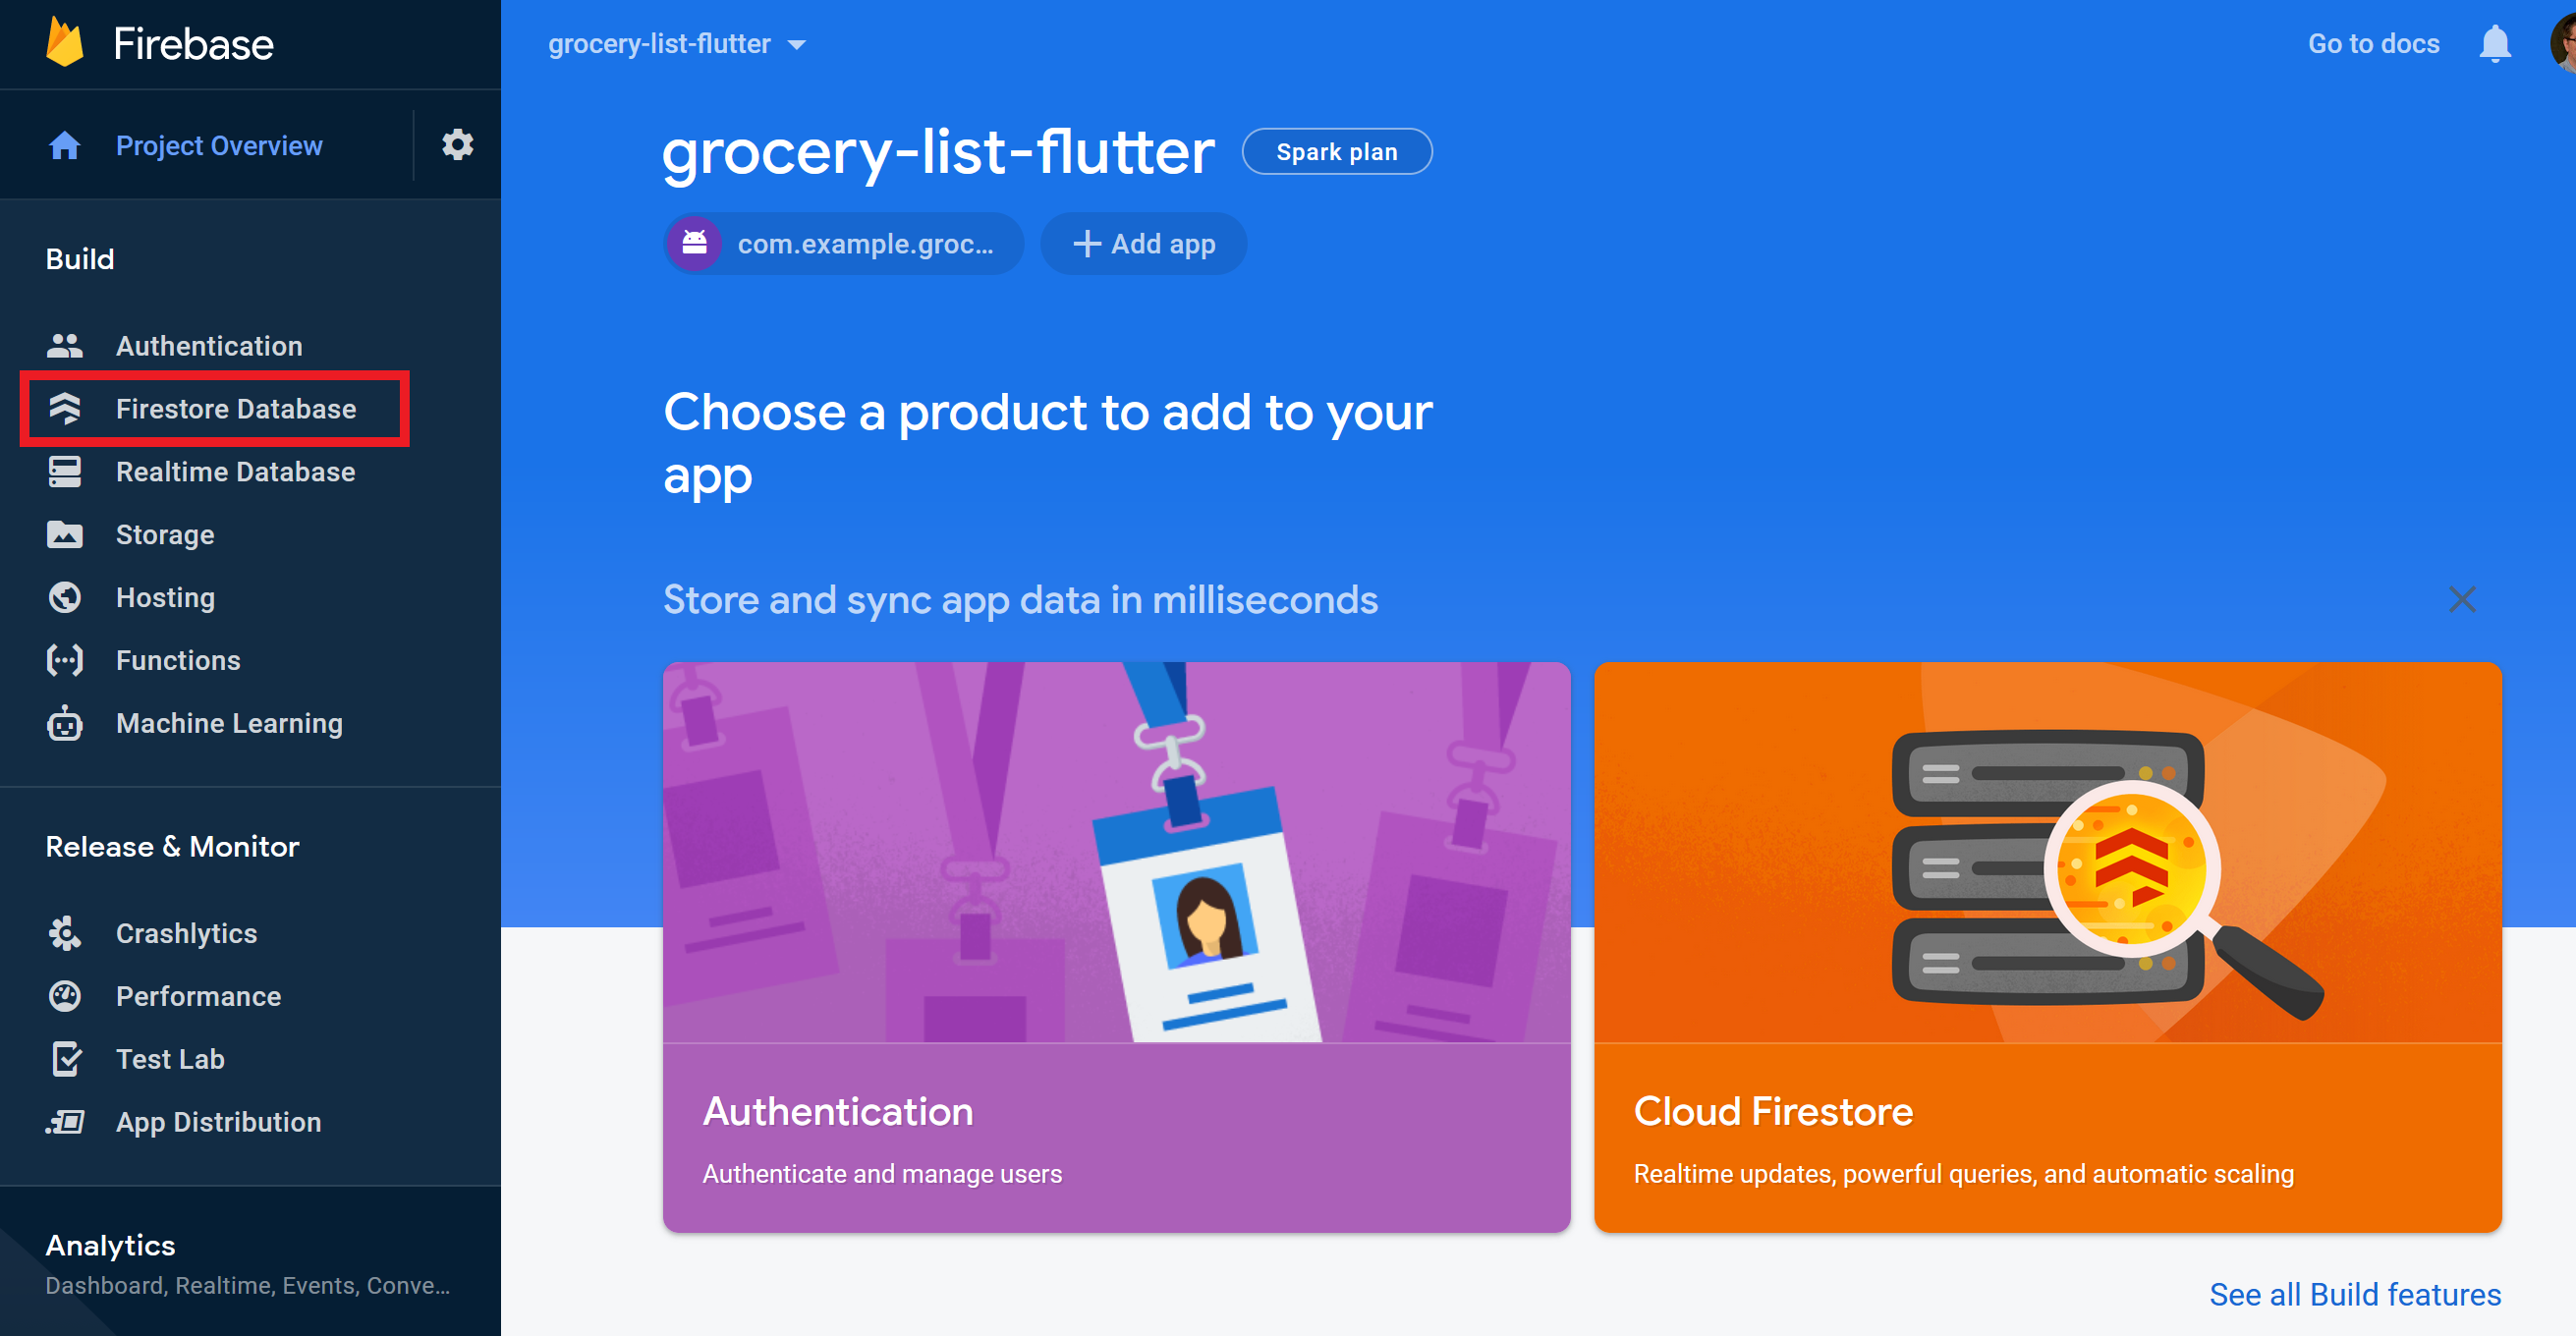 Firebase
Project Overview
Build
Authentication
Firestore Database
Realtime Database
Storage
Hosting
Functions
Machine Learning
Release & Monitor
Crashlytics
Performance
Test Lab
App Distribution
Analytics
Dashboard, Realtime, Events, Conve...
grocery-list-flutter
Go to docs
grocery-list-flutter
Spark plan
com.example.groc...
+ Add app
Choose a product to add to your
app
Store and sync app data in milliseconds
Authentication
Authenticate and manage users
Cloud Firestore
Realtime updates, powerful queries, and automatic scaling
See all Build features